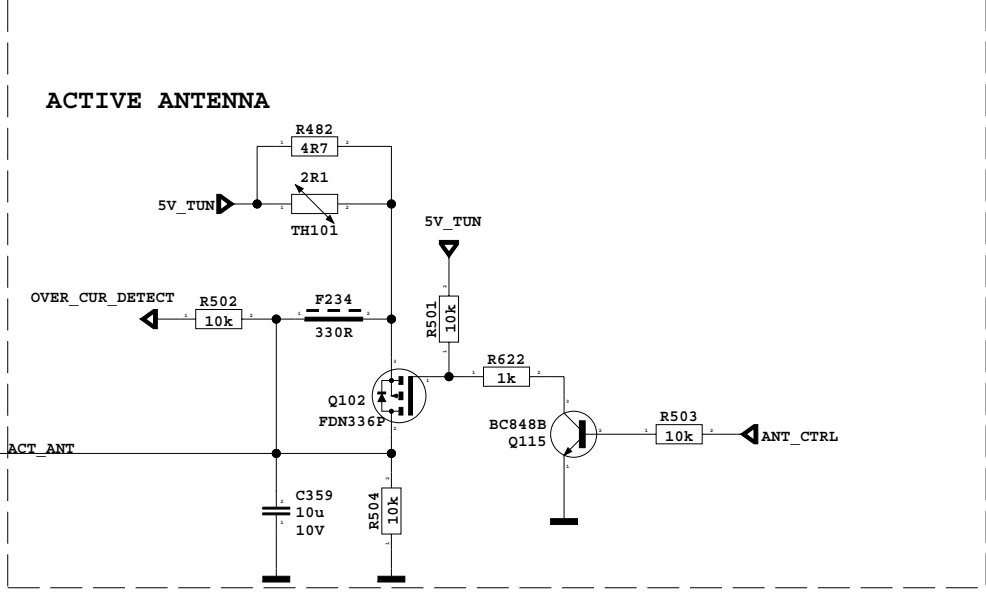 ACTIVE ANTENNA
R482
4R7
2R1
5V_TUN
TH101
5V_TUN
OVER_CUR_DETECT
R502
10k
F234
330R
R501
10k
R622
1k
Q102
FDN336P
BC848B
Q115
R503
10k
ANT_CTRL
ACT_ANT
C359
10u
10V
R504
10k